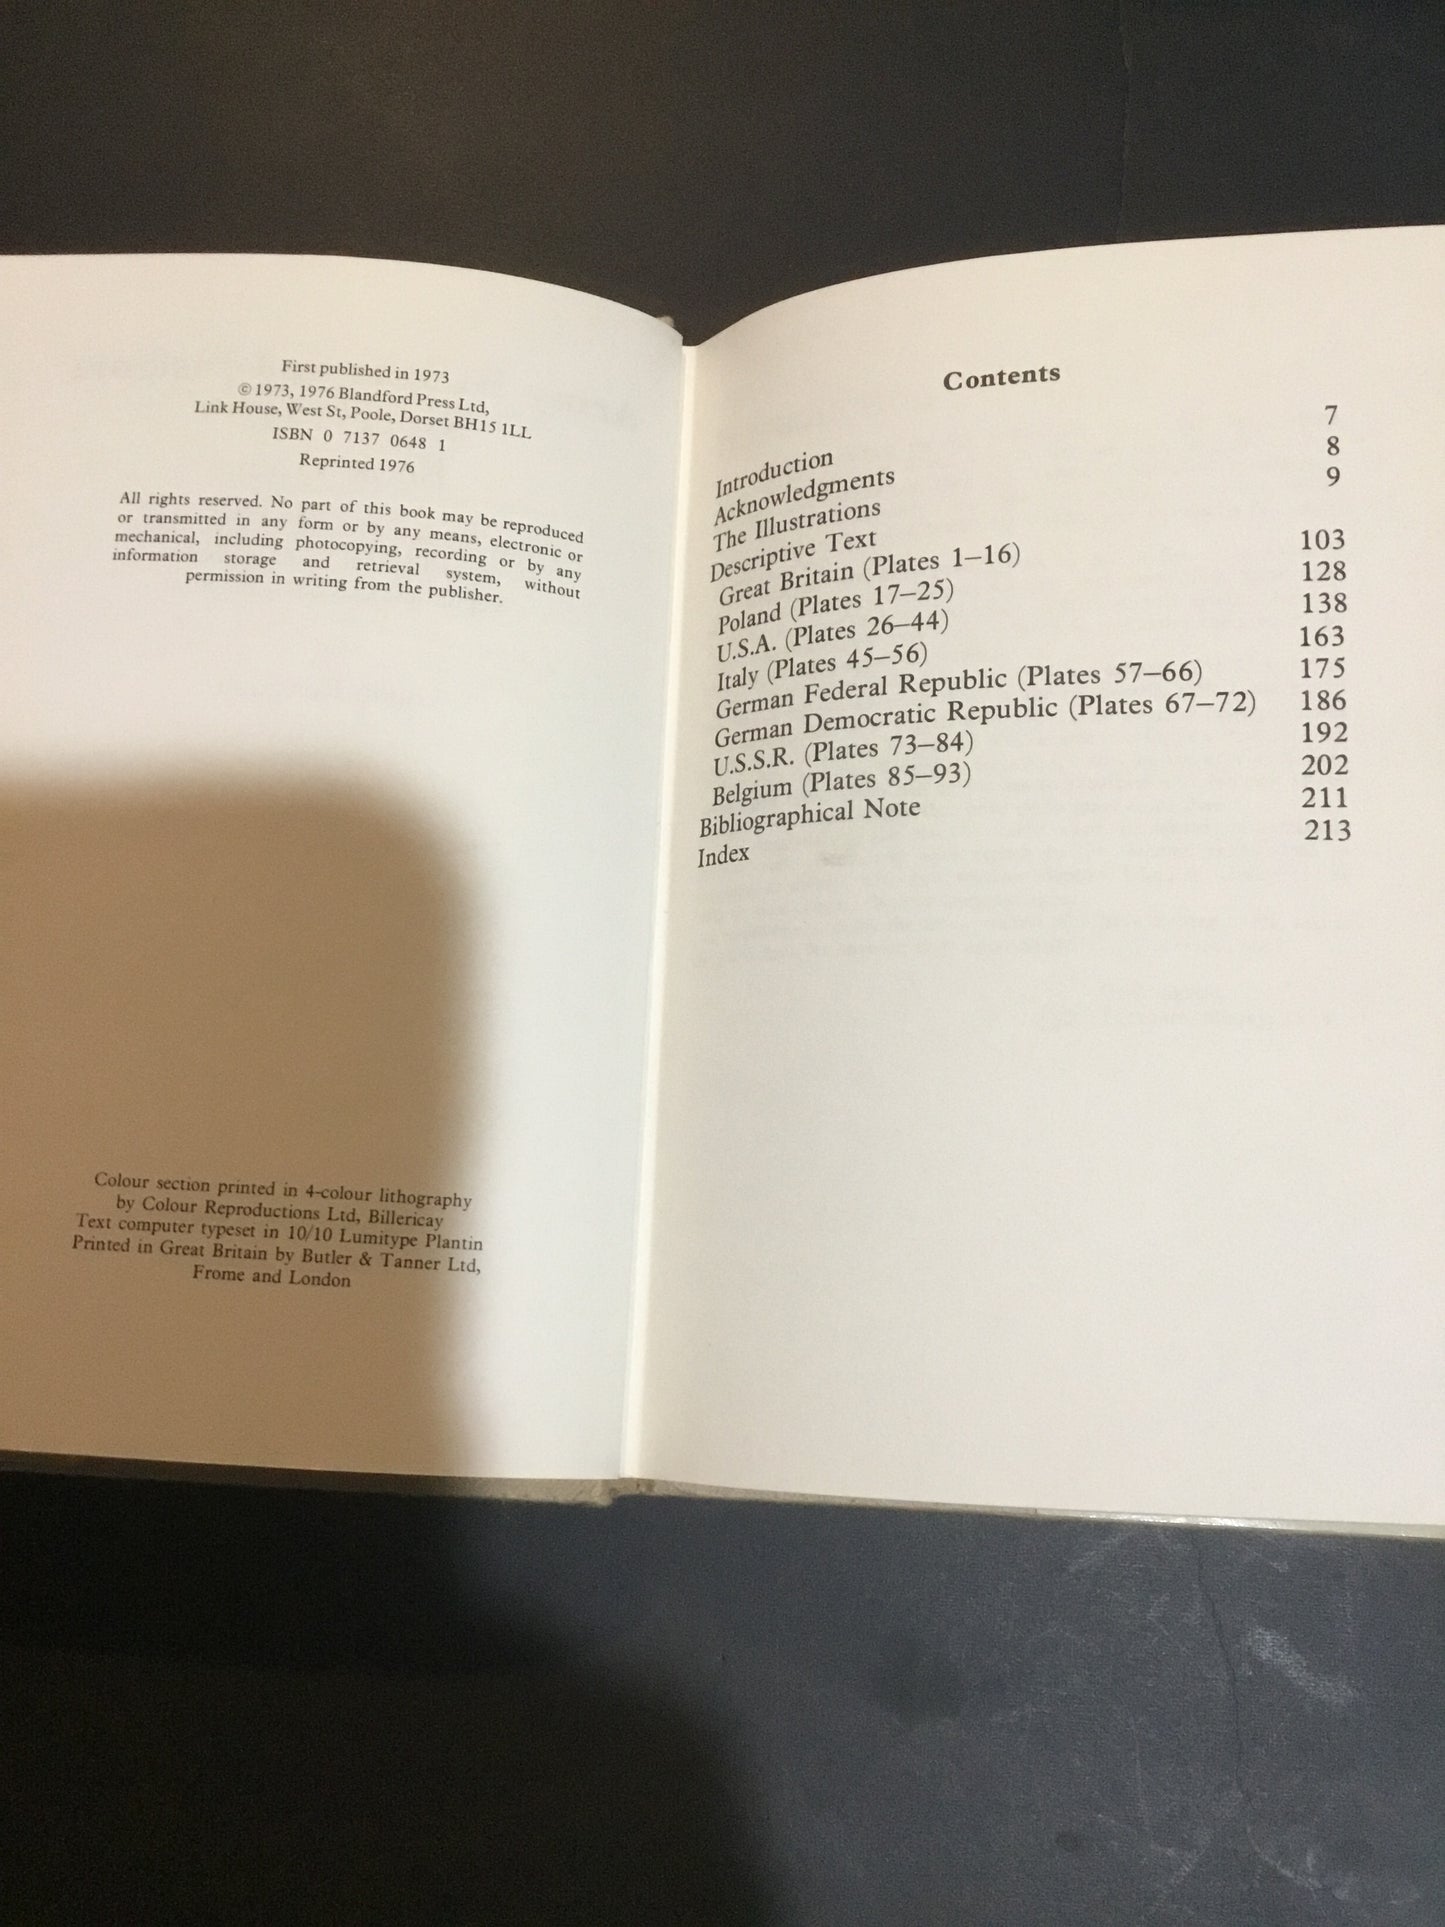 First published in 1973
© 1973, 1976 Blandford Press Ltd,
Link House, West St, Poole, Dorset BH15 1LL
ISBN 0 7137 0648 1
Reprinted 1976
All rights reserved. No part of this book may be reproduced
or transmitted in any form or by any means, electronic or
mechanical, including photocopying, recording or by any
information storage and retrieval system, without
permission in writing from the publisher.
Colour section printed in 4-colour lithography
by Colour Reproductions Ltd, Billericay
Text computer typeset in 10/10 Lumitype Plantin
Printed in Great Britain by Butler & Tanner Ltd,
Frome and London
Contents
Introduction 7
Acknowledgments 8
The Illustrations 9
Descriptive Text
Great Britain (Plates 1–16) 103
Poland (Plates 17–25) 128
U.S.A. (Plates 26–44) 138
Italy (Plates 45–56) 163
German Federal Republic (Plates 57–66) 175
German Democratic Republic (Plates 67–72) 186
U.S.S.R. (Plates 73–84) 192
Belgium (Plates 85–93) 202
Bibliographical Note 211
Index 213